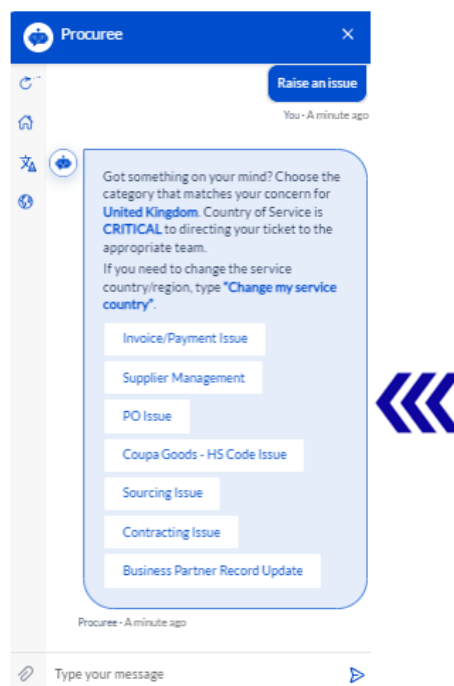 Procuree
Raise an issue
You - A minute ago
Got something on your mind? Choose the
category that matches your concern for
United Kingdom. Country of Service is
CRITICAL to directing your ticket to the
appropriate team.
If you need to change the service
country/region, type "Change my service
country".
Invoice/Payment Issue
Supplier Management
PO Issue
Coupa Goods - HS Code Issue
Sourcing Issue
Contracting Issue
Business Partner Record Update
Procuree - A minute ago
Type your message